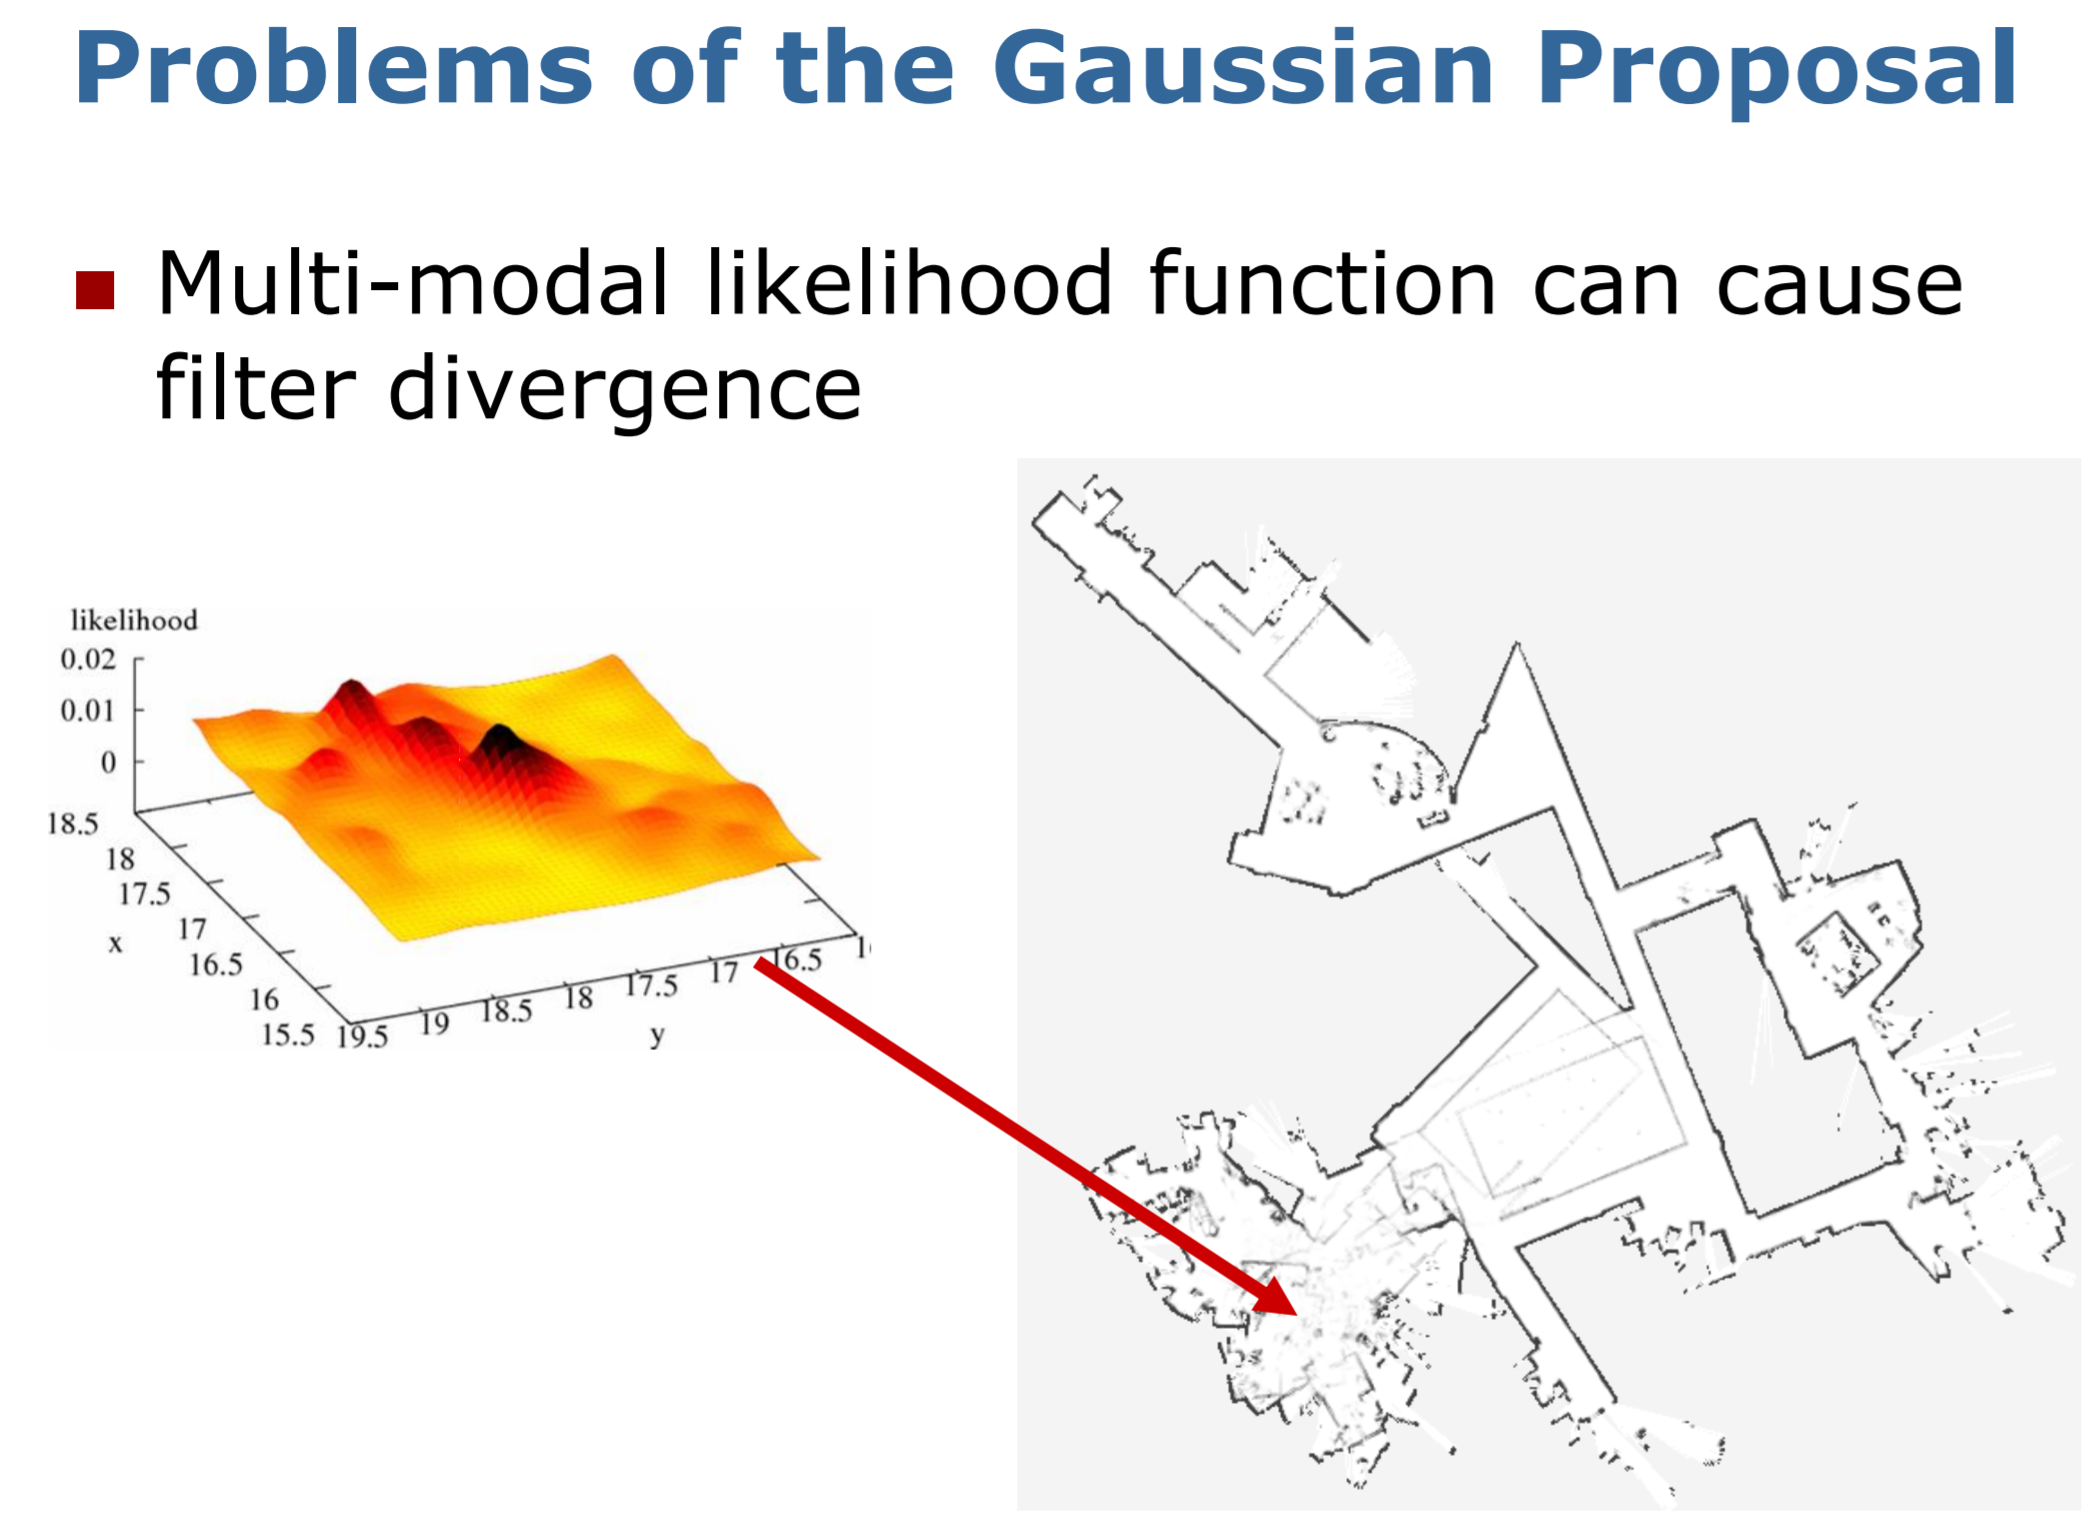 Problems of the Gaussian Proposal
Multi-modal likelihood function can cause
filter divergence
likelihood
0.02
0.01
0
18.5
18
17.5
17
16.5
16
15.5
x
19.5
19
18.5
18
17.5
17
16.5
y